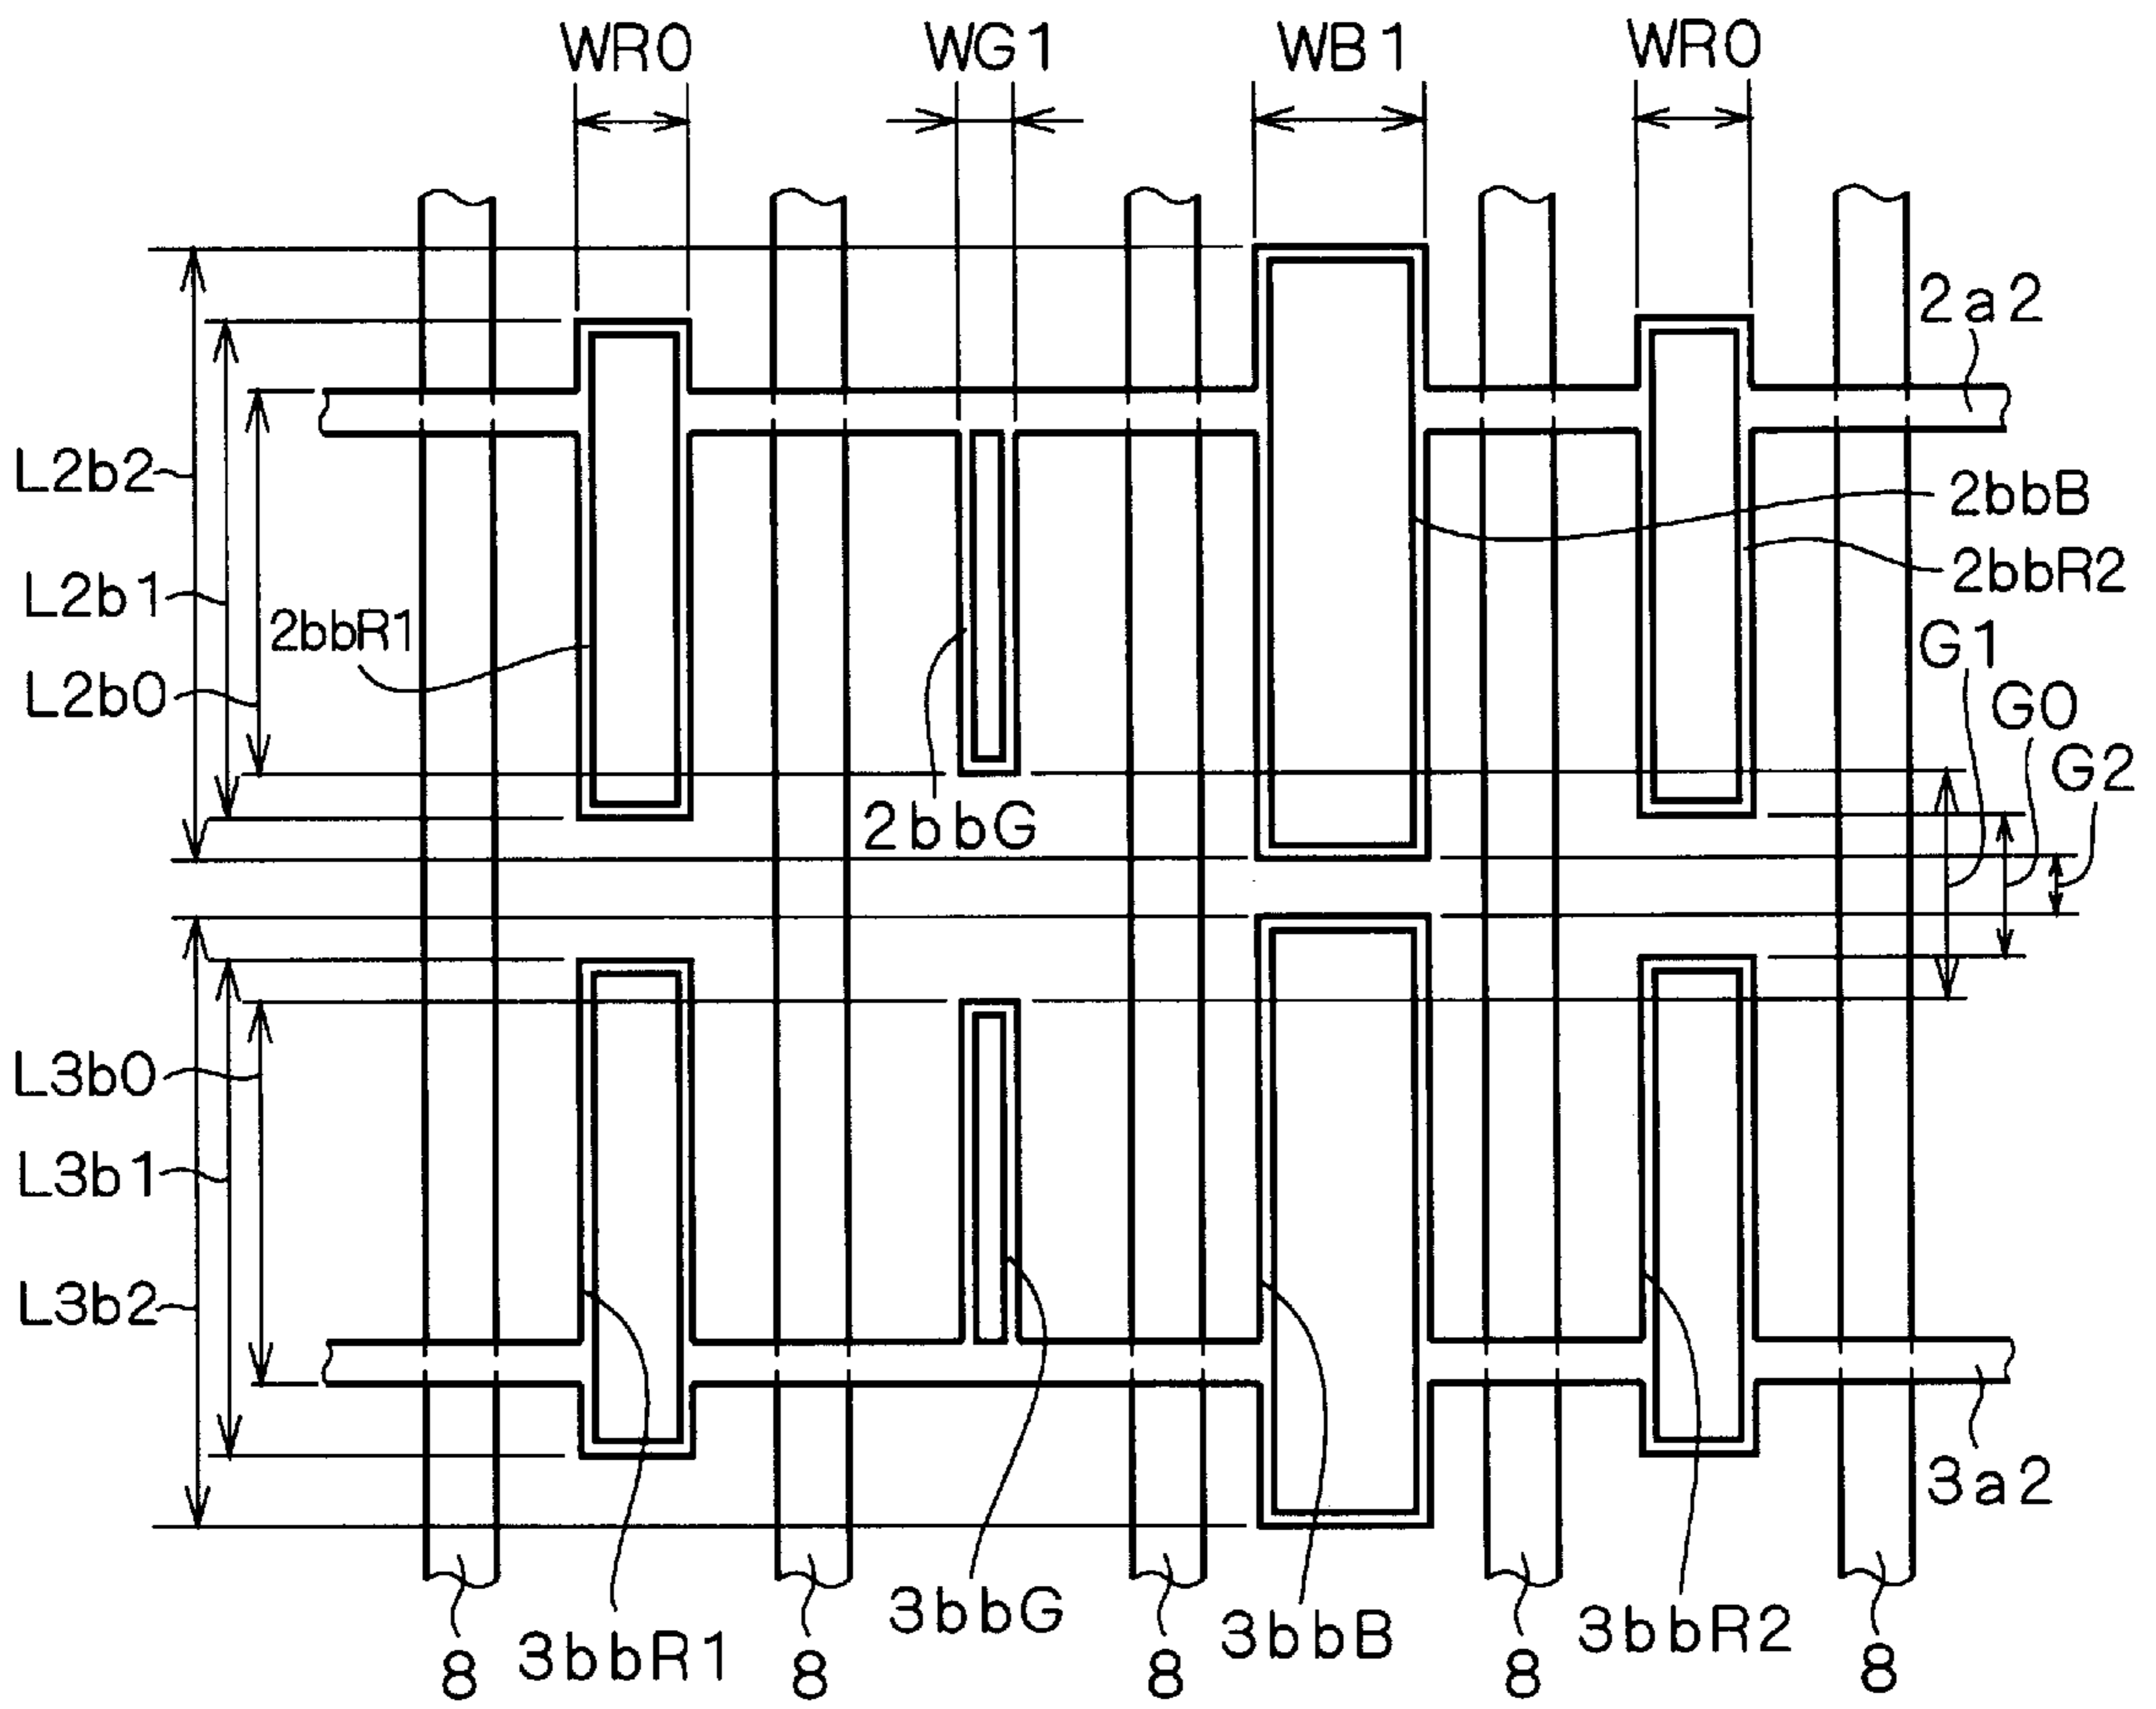 WR0 WG1 WB1 WR0
2a2
L2b2
2bbB
L2b1
2bbR2
2bbR1
G1
L2b0
G0
G2
2bbG
L3b0
L3b1
L3b2
3a2
3bbG
3bbB
3bbR2
3bbR1
8 8 8 8 8